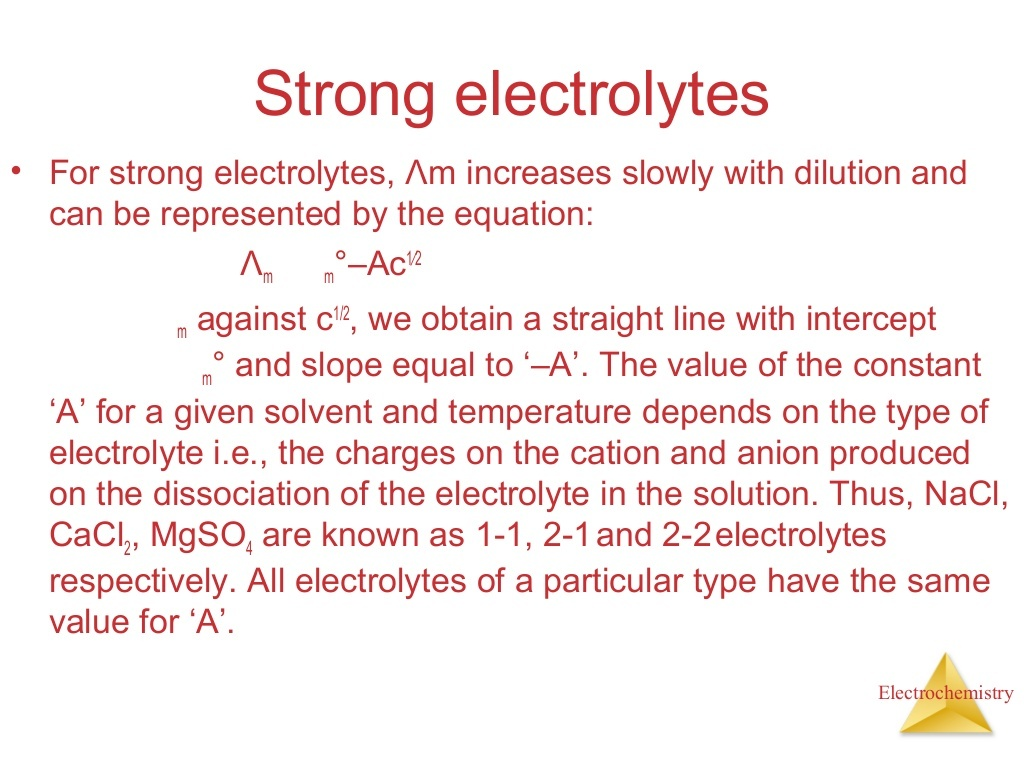 Strong electrolytes
• For strong electrolytes, Λm increases slowly with dilution and
can be represented by the equation:
Λₘ ₘ°–Ac¹⁄²
ₘ against c¹/², we obtain a straight line with intercept
ₘ° and slope equal to ‘–A’. The value of the constant
‘A’ for a given solvent and temperature depends on the type of
electrolyte i.e., the charges on the cation and anion produced
on the dissociation of the electrolyte in the solution. Thus, NaCl,
CaCl₂, MgSO₄ are known as 1-1, 2-1 and 2-2 electrolytes
respectively. All electrolytes of a particular type have the same
value for ‘A’.
Electrochemistry